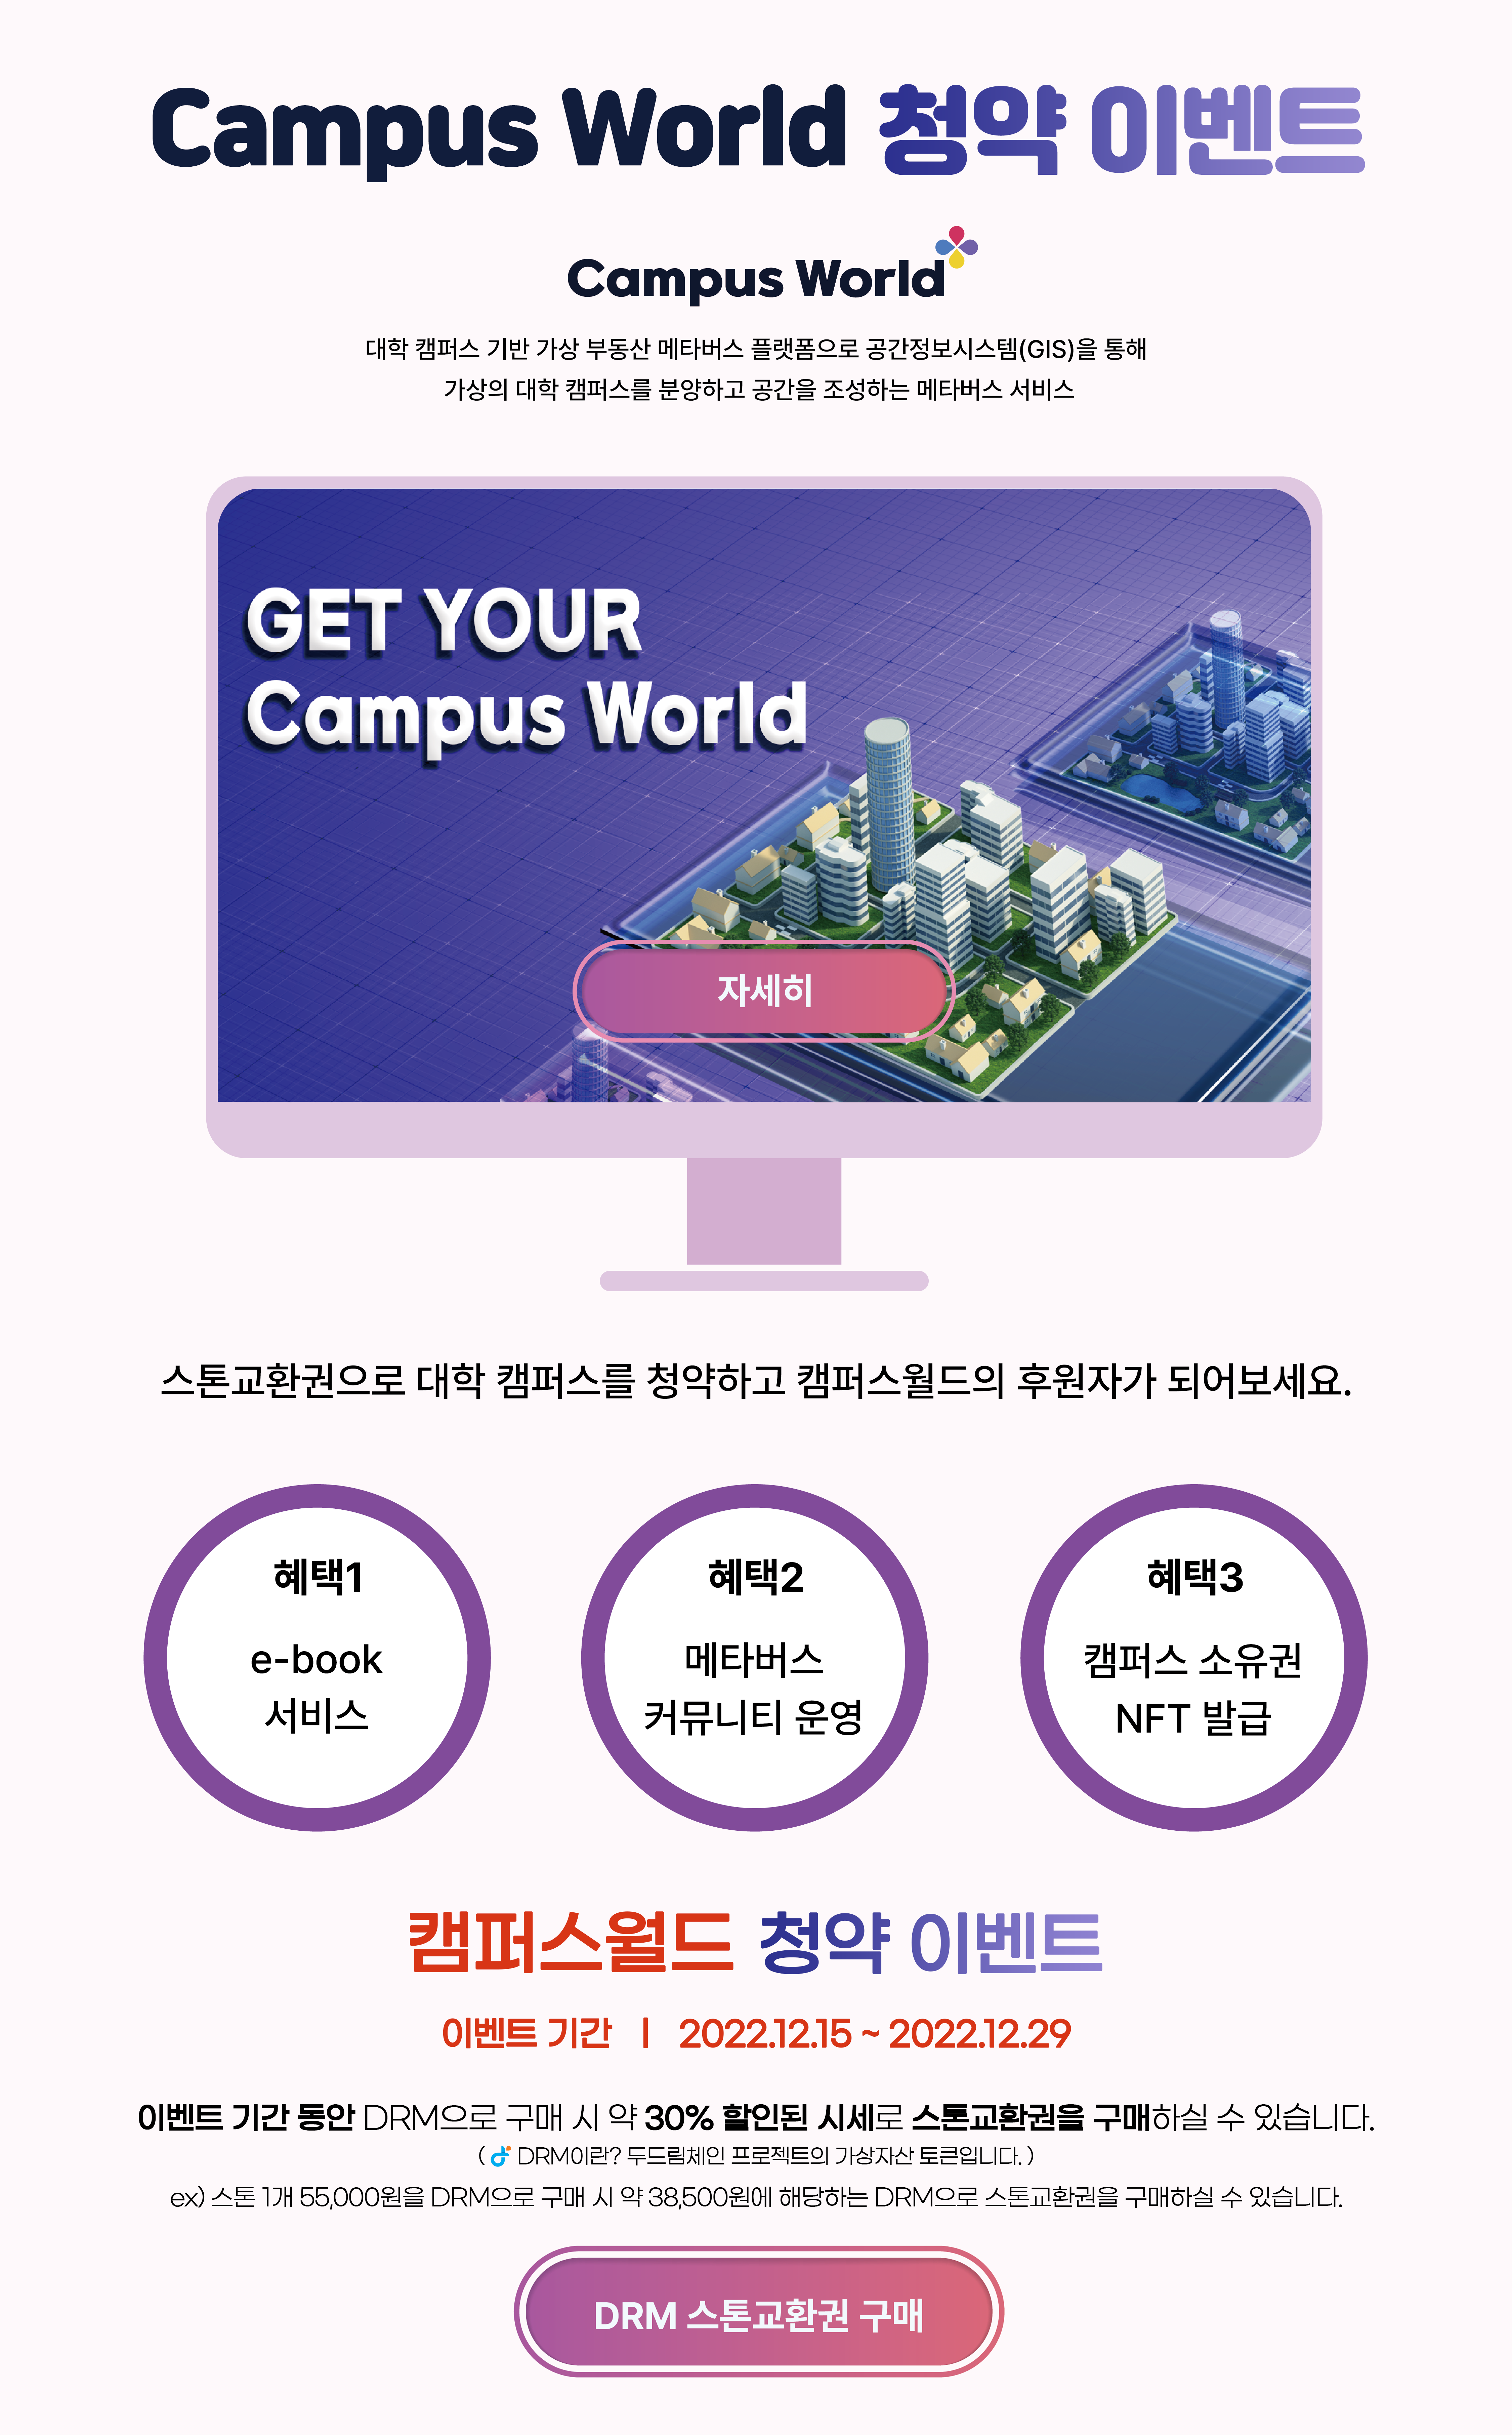 Campus World 청약 이벤트
Campus World
대학 캠퍼스 기반 가상 부동산 메타버스 플랫폼으로 공간정보시스템(GIS)을 통해
가상의 대학 캠퍼스를 분양하고 공간을 조성하는 메타버스 서비스
GET YOUR
Campus World
자세히
스톤교환권으로 대학 캠퍼스를 청약하고 캠퍼스월드의 후원자가 되어보세요.
혜택1
e-book
서비스
혜택2
메타버스
커뮤니티 운영
혜택3
캠퍼스 소유권
NFT 발급
캠퍼스월드 청약 이벤트
이벤트 기간 | 2022.12.15 ~ 2022.12.29
이벤트 기간 동안 DRM으로 구매 시 약 30% 할인된 시세로 스톤교환권을 구매하실 수 있습니다.
( DRM이란? 두드림체인 프로젝트의 가상자산 토큰입니다. )
ex) 스톤 1개 55,000원을 DRM으로 구매 시 약 38,500원에 해당하는 DRM으로 스톤교환권을 구매하실 수 있습니다.
DRM 스톤교환권 구매